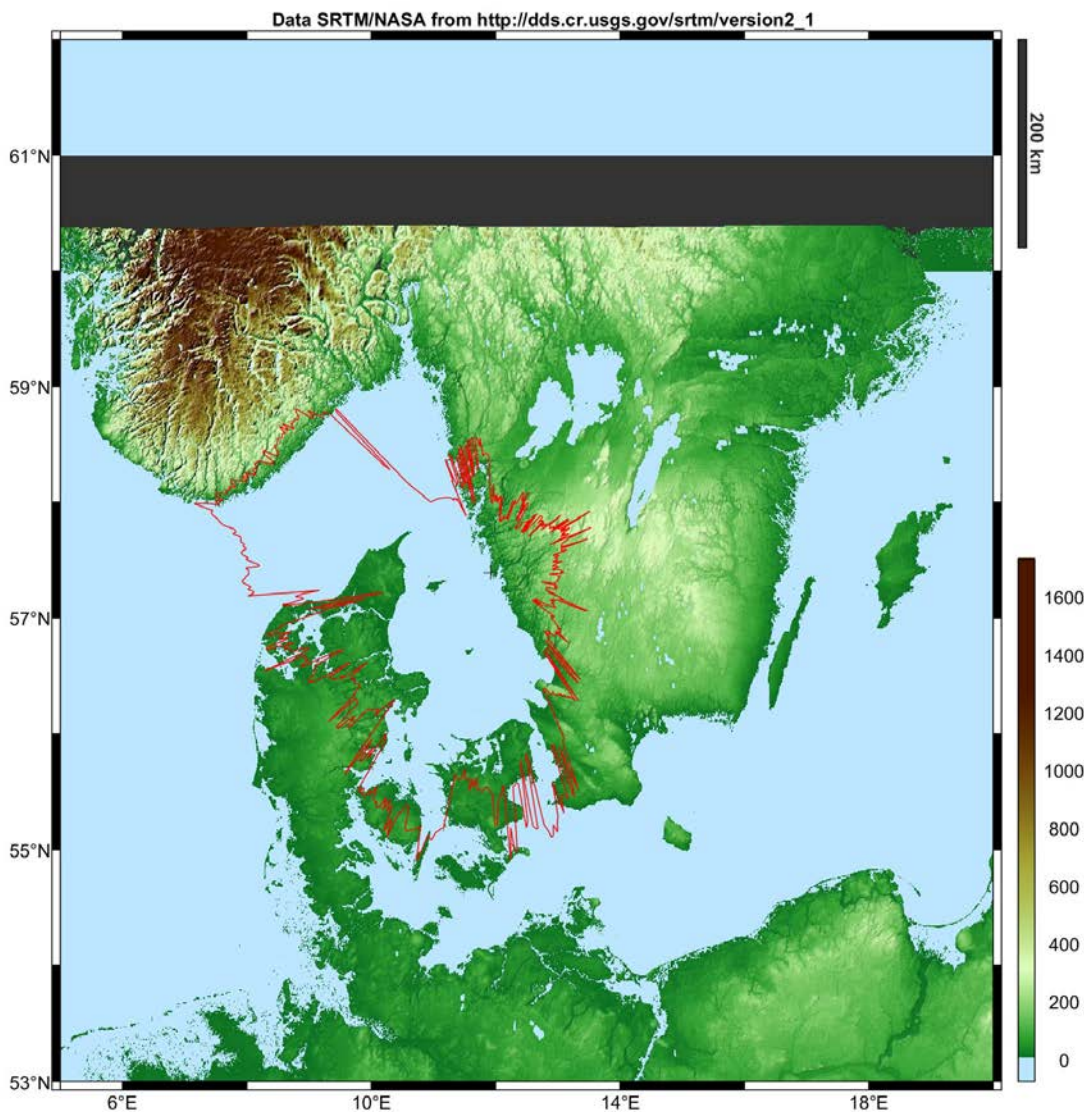 Data SRTM/NASA from http://dds.cr.usgs.gov/srtm/version2_1
200 km
61°N
59°N
57°N
55°N
53°N
1600
1400
1200
1000
800
600
400
200
0
6°E
10°E
14°E
18°E